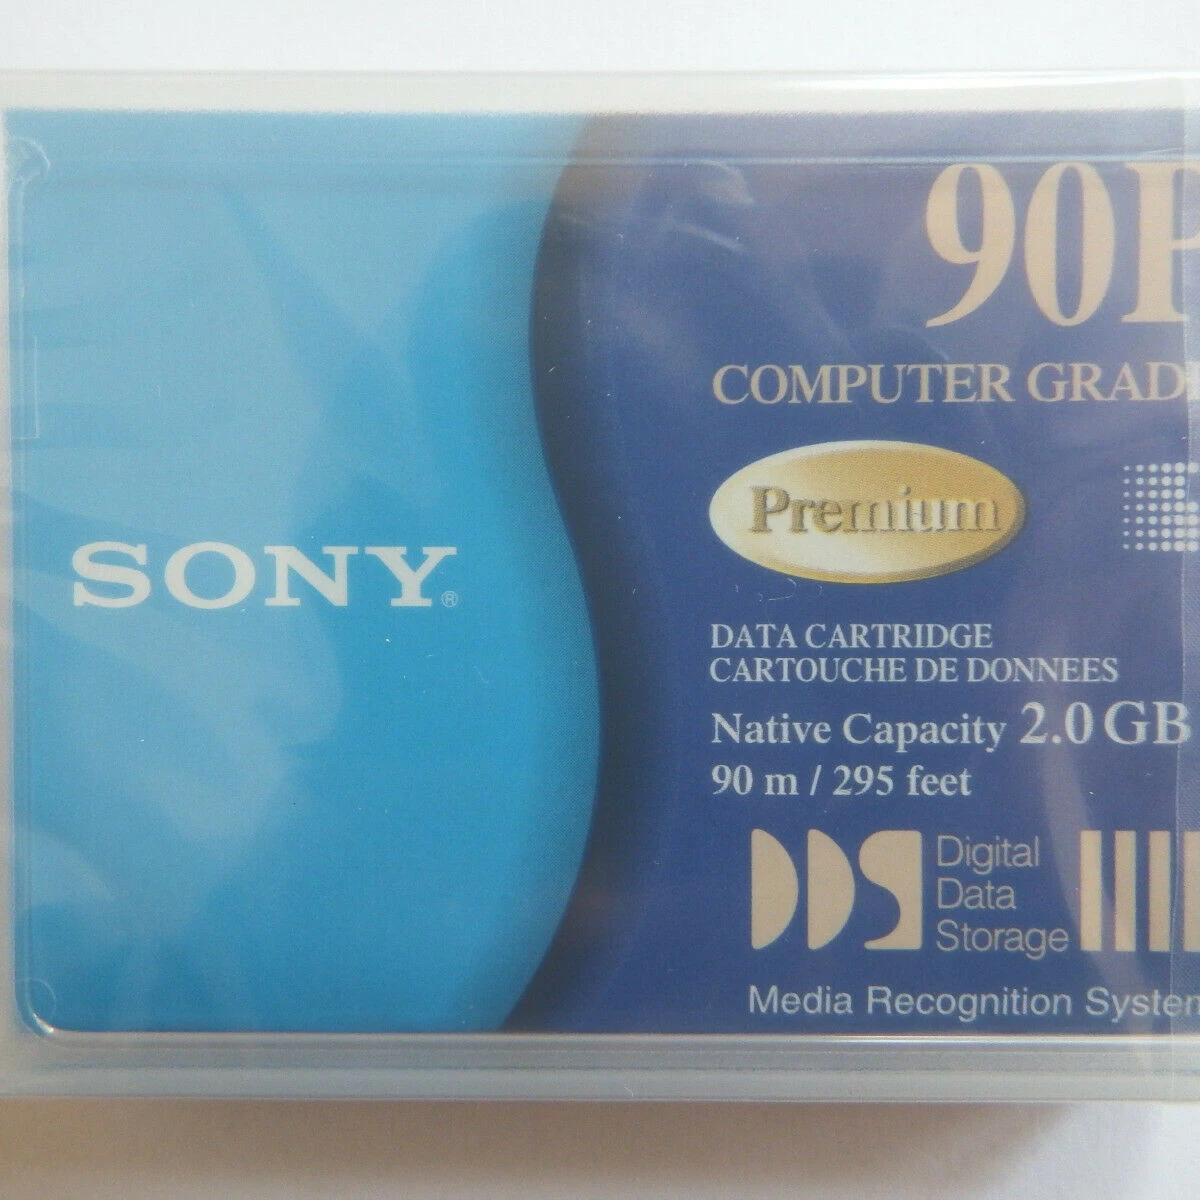 90P
COMPUTER GRAD
Premium
SONY®
DATA CARTRIDGE
CARTOUCHE DE DONNEES
Native Capacity 2.0 GB
90 m / 295 feet
DDS Digital
Data
Storage
Media Recognition System